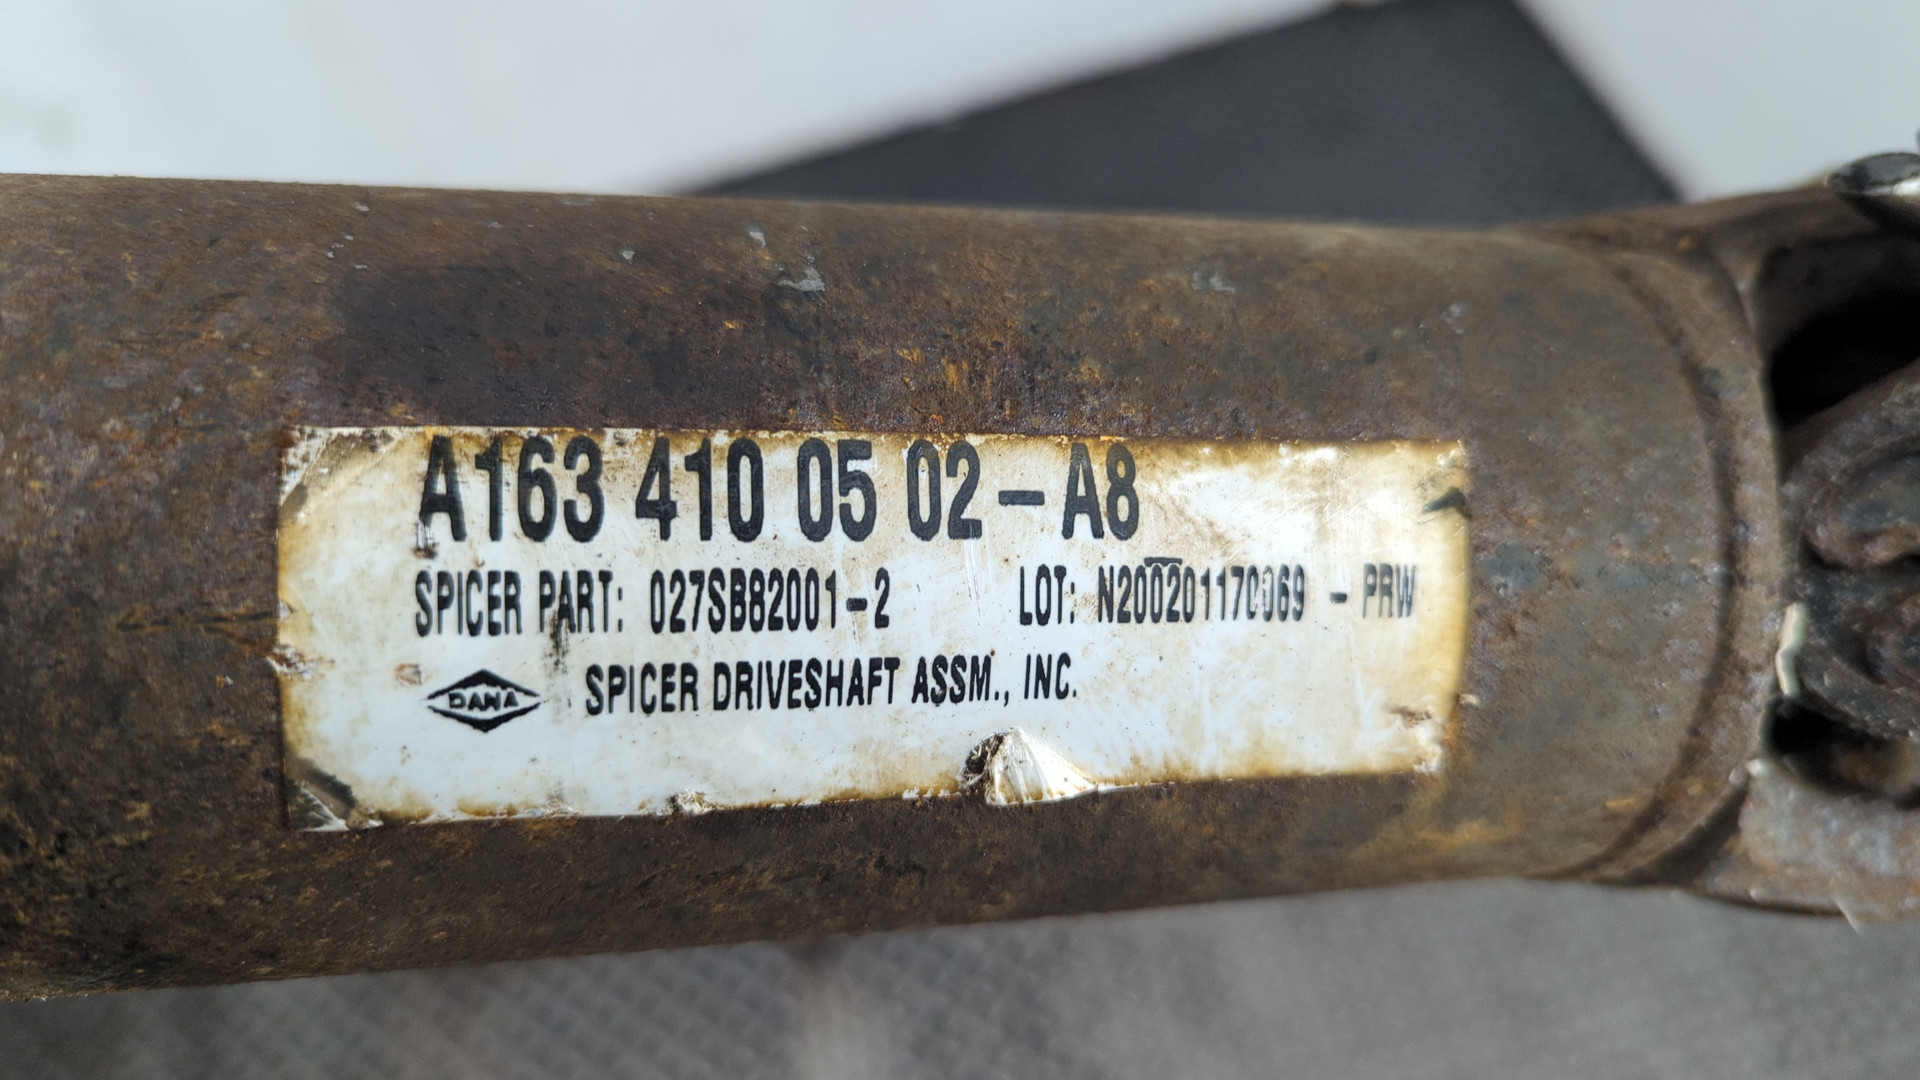 A163 410 05 02-A8
SPICER PART: 027SB82001-2 LOT: N200201170069 - PRW
DANA SPICER DRIVESHAFT ASSM., INC.